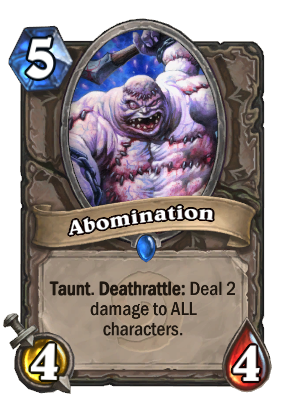 5
Abomination
Taunt. Deathrattle: Deal 2
damage to ALL
characters.
4
4